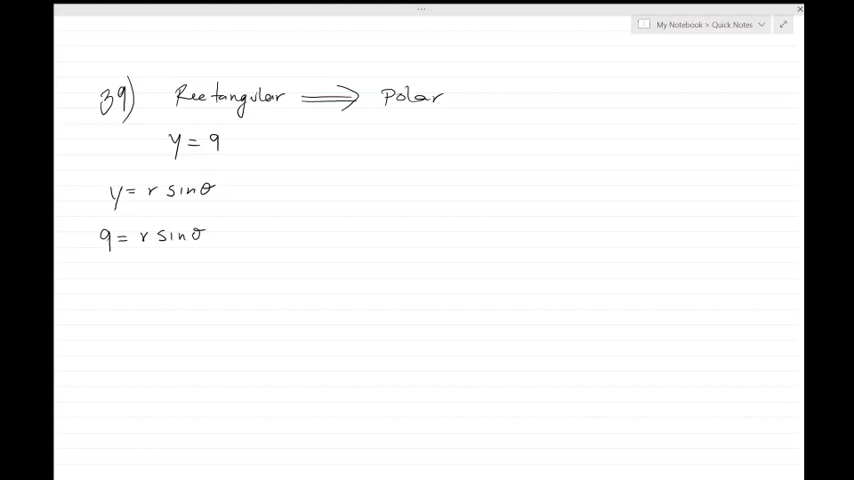 My Notebook > Quick Notes
39) Rectangular ⟹ Polar
y = 9
y = r sinθ
9 = r sinθ